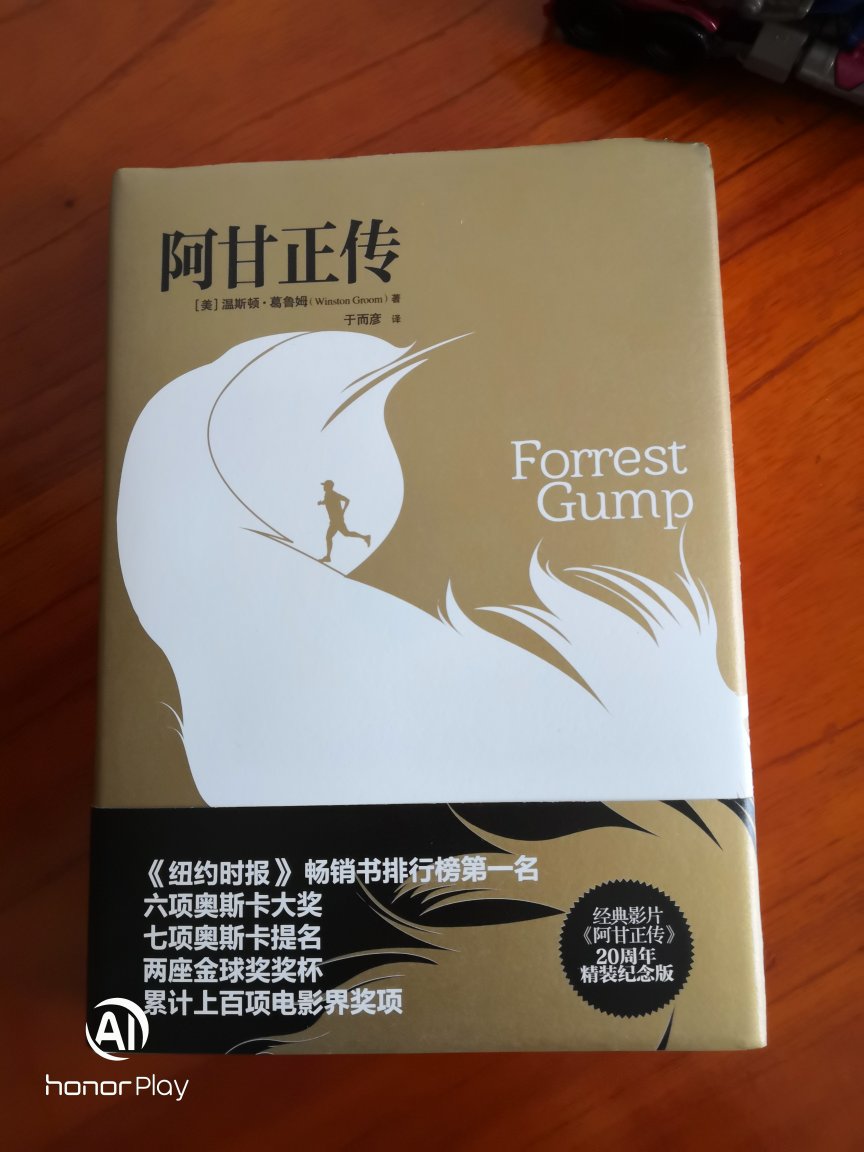 阿甘正传
[美] 温斯顿·葛鲁姆 (Winston Groom) 著
于而彦 译
Forrest
Gump
《纽约时报》畅销书排行榜第一名
六项奥斯卡大奖
七项奥斯卡提名
两座金球奖奖杯
累计上百项电影界奖项
经典影片
《阿甘正传》
20周年
精装纪念版
AI
honor Play